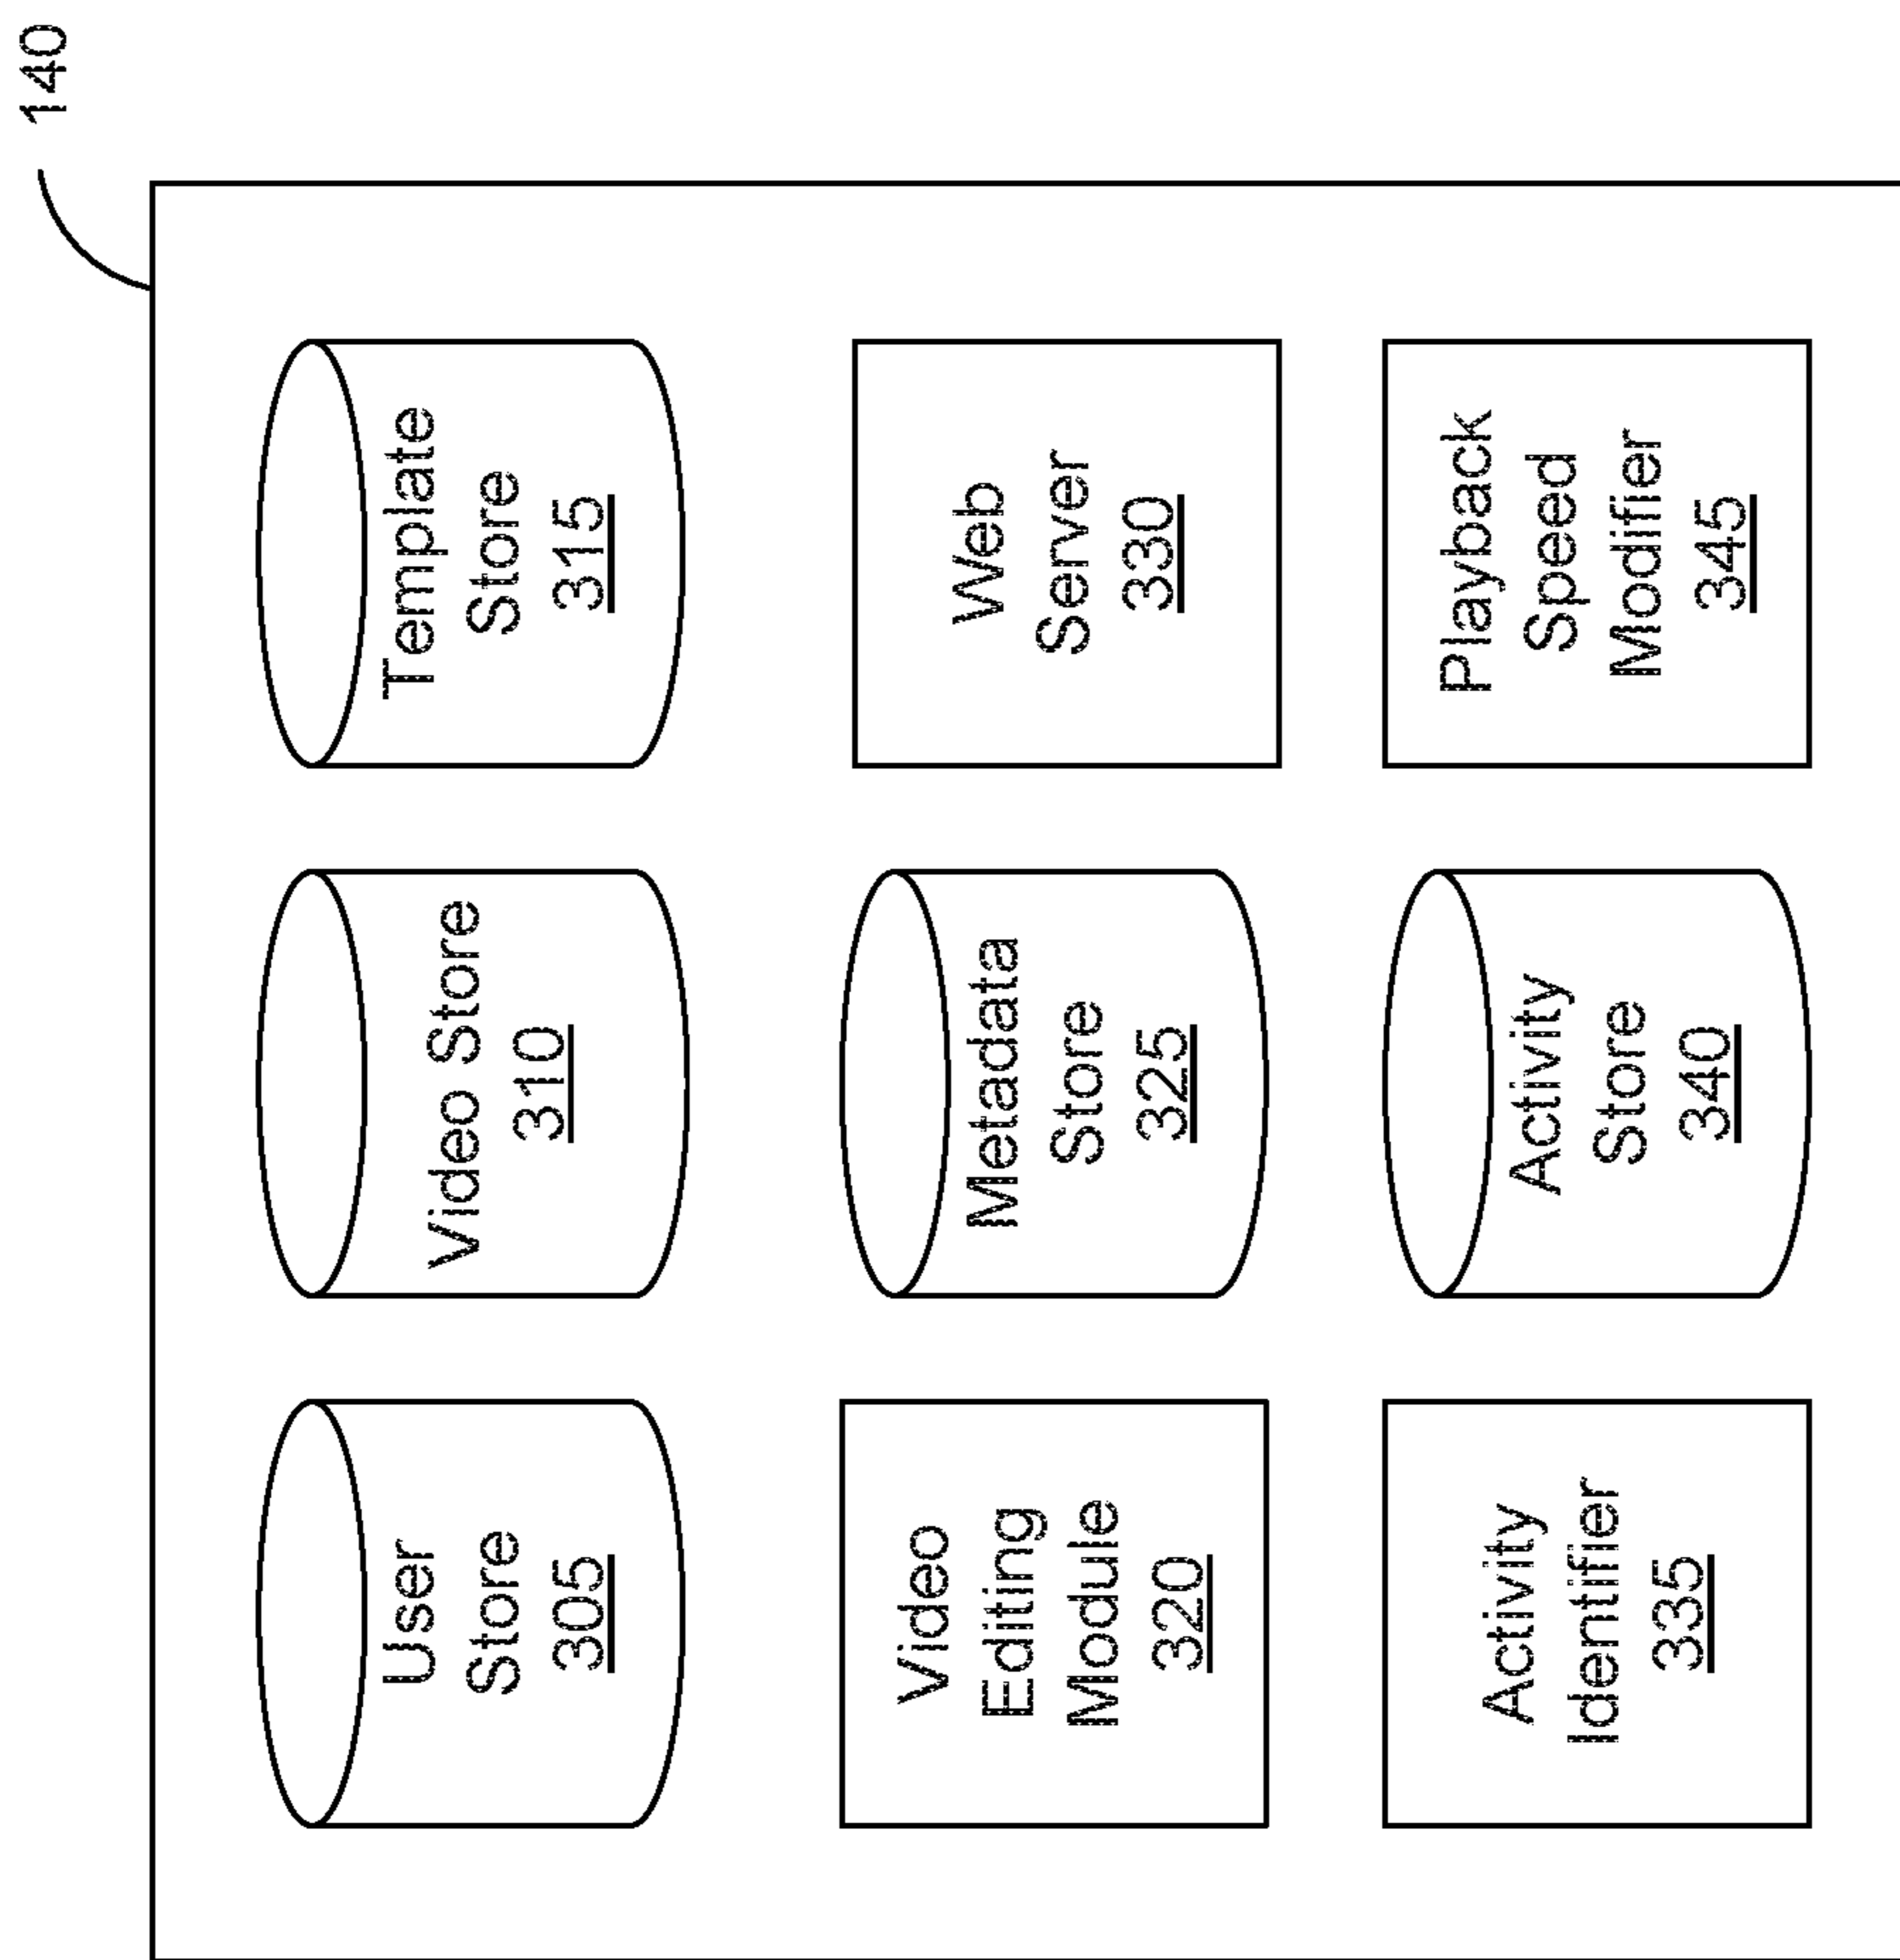 140
User
Store
305
Video Store
310
Template
Store
315
Video
Editing
Module
320
Metadata
Store
325
Web
Server
330
Activity
Identifier
335
Activity
Store
340
Playback
Speed
Modifier
345